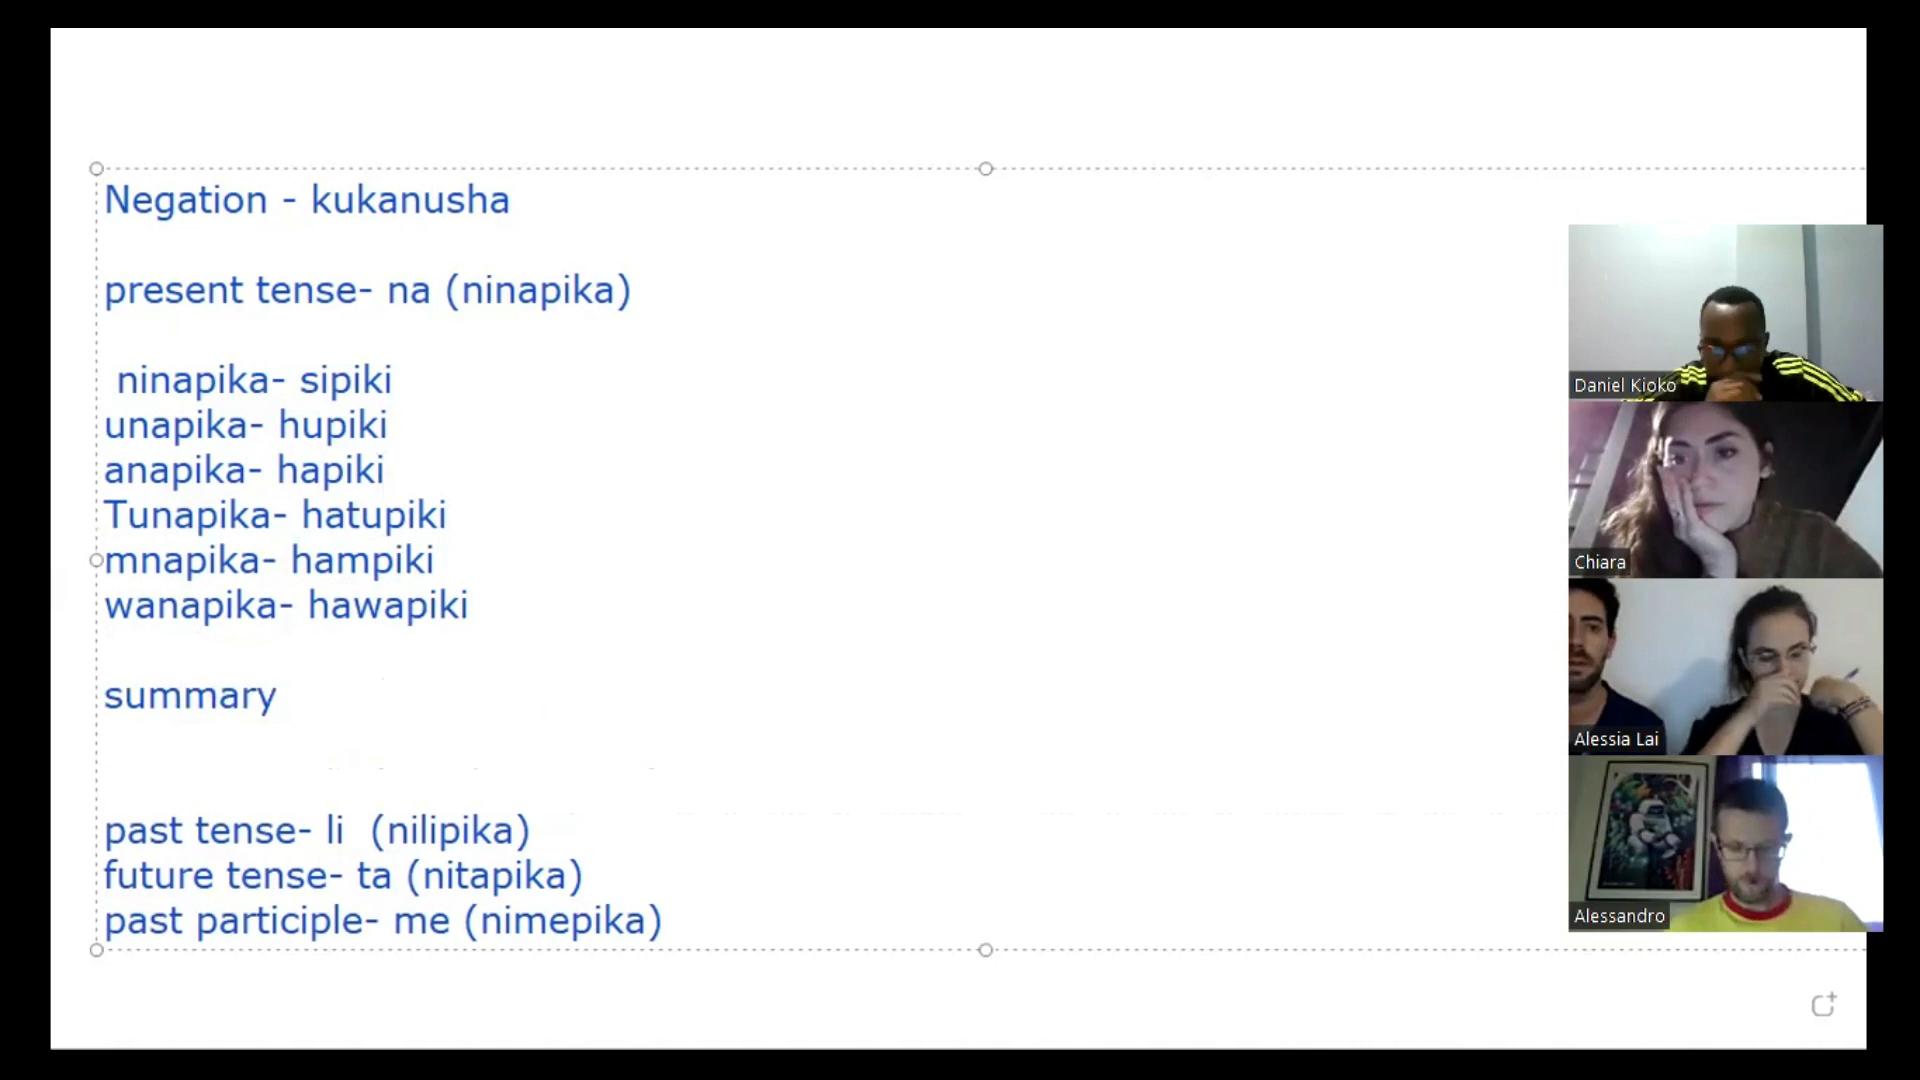 Negation - kukanusha
present tense- na (ninapika)
ninapika- sipiki
unapika- hupiki
anapika- hapiki
Tunapika- hatupiki
mnapika- hampiki
wanapika- hawapiki
summary
past tense- li (nilipika)
future tense- ta (nitapika)
past participle- me (nimepika)
Daniel Kioko
Chiara
Alessia Lai
Alessandro